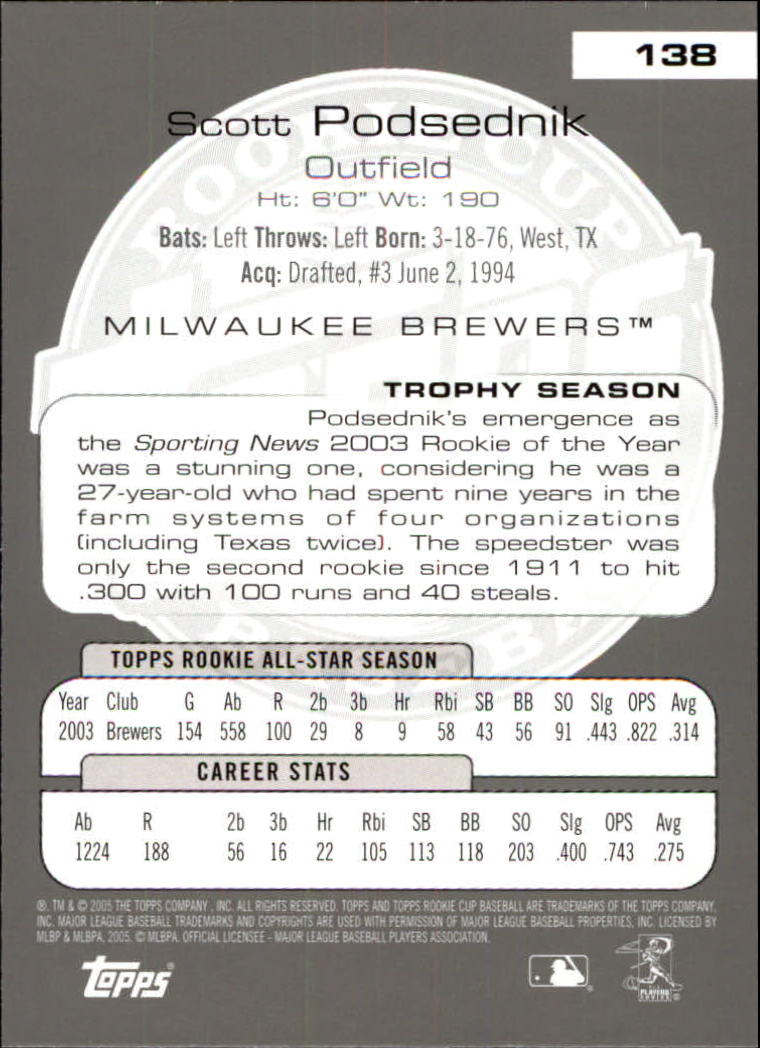 138
Scott Podsednik
Outfield
Ht: 6'0" Wt: 190
Bats: Left Throws: Left Born: 3-18-76, West, TX
Acq: Drafted, #3 June 2, 1994
MILWAUKEE BREWERS™
TROPHY SEASON
Podsednik's emergence as
the Sporting News 2003 Rookie of the Year
was a stunning one, considering he was a
27-year-old who had spent nine years in the
farm systems of four organizations
(including Texas twice). The speedster was
only the second rookie since 1911 to hit
.300 with 100 runs and 40 steals.
TOPPS ROOKIE ALL-STAR SEASON
Year Club G Ab R 2b 3b Hr Rbi SB BB SO Slg OPS Avg
2003 Brewers 154 558 100 29 8 9 58 43 56 91 .443 .822 .314
CAREER STATS
Ab R 2b 3b Hr Rbi SB BB SO Slg OPS Avg
1224 188 56 16 22 105 113 118 203 .400 .743 .275
®, TM & © 2005 THE TOPPS COMPANY, INC. ALL RIGHTS RESERVED. TOPPS AND TOPPS ROOKIE CUP BASEBALL ARE TRADEMARKS OF THE TOPPS COMPANY,
INC. MAJOR LEAGUE BASEBALL TRADEMARKS AND COPYRIGHTS ARE USED WITH PERMISSION OF MAJOR LEAGUE BASEBALL PROPERTIES, INC. LICENSED BY
MLBP & MLBPA, 2005. © MLBPA. OFFICIAL LICENSEE - MAJOR LEAGUE BASEBALL PLAYERS ASSOCIATION.
topps®
PLAYERS
CHOICE